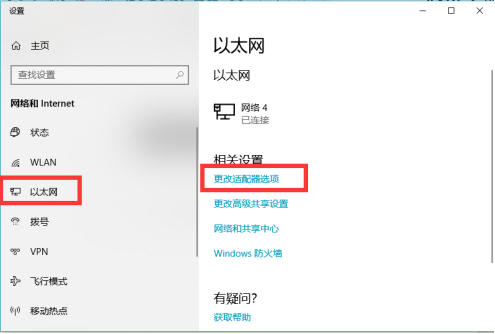 设置
主页
查找设置
网络和 Internet
状态
WLAN
以太网
拨号
VPN
飞行模式
移动热点
以太网
以太网
网络 4
已连接
相关设置
更改适配器选项
更改高级共享设置
网络和共享中心
Windows 防火墙
有疑问?
获取帮助